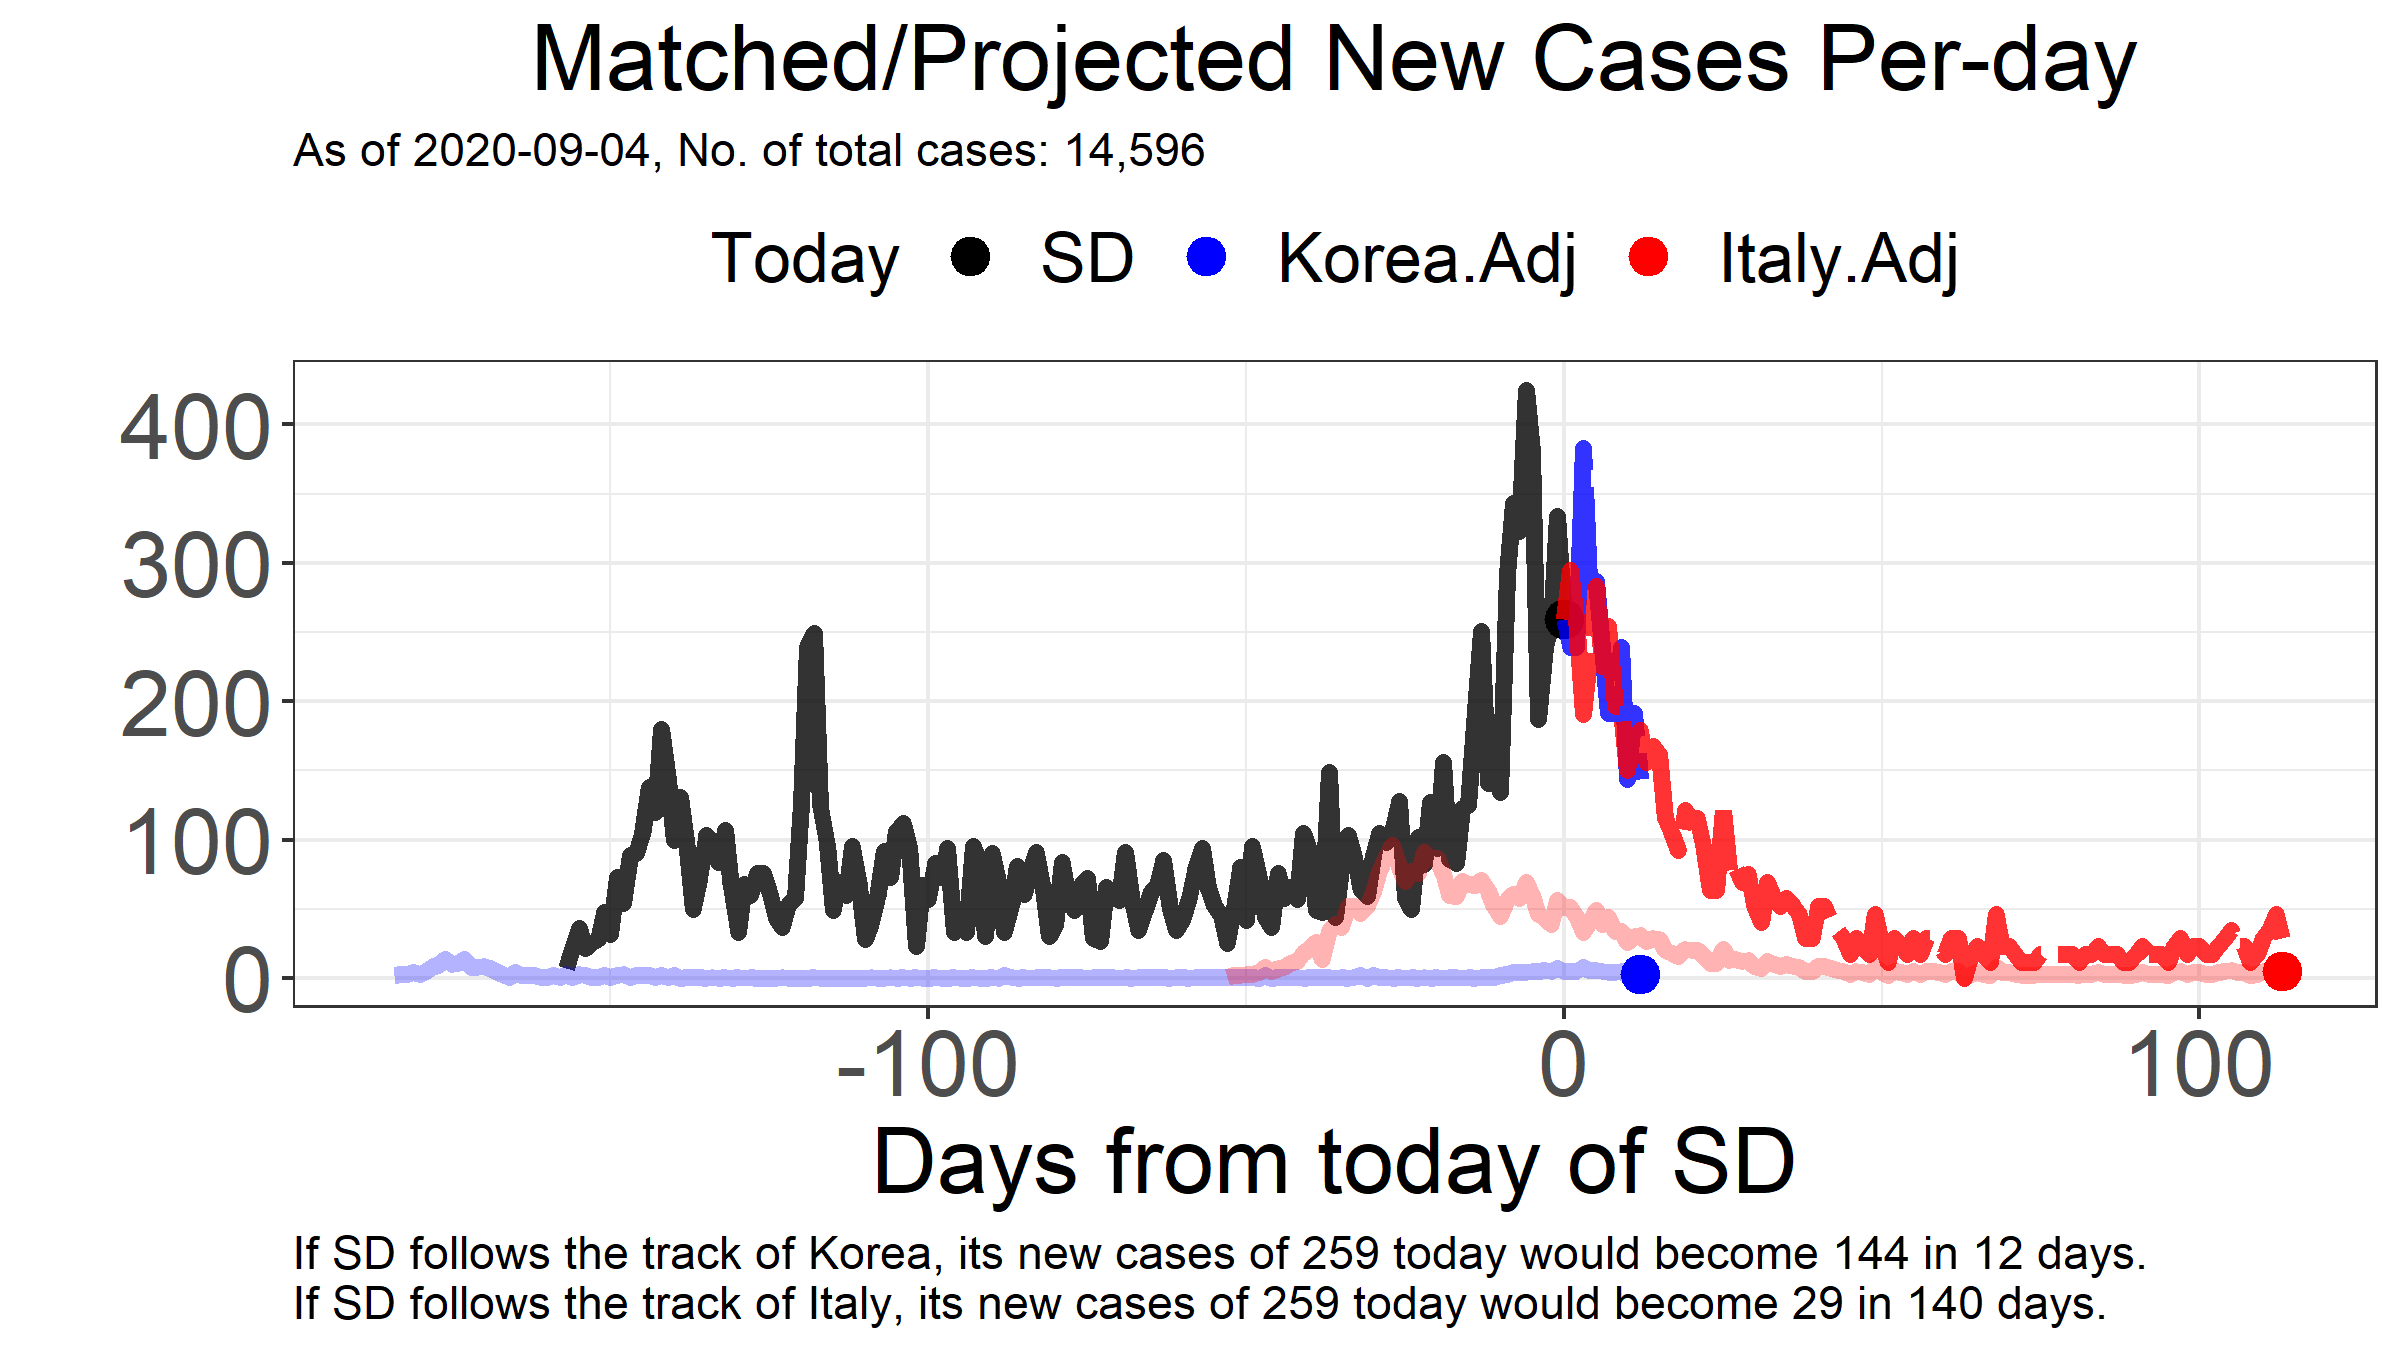 Matched/Projected New Cases Per-day
As of 2020-09-04, No. of total cases: 14,596
Today SD Korea.Adj Italy.Adj
400
300
200
100
0
-100 0 100
Days from today of SD
If SD follows the track of Korea, its new cases of 259 today would become 144 in 12 days.
If SD follows the track of Italy, its new cases of 259 today would become 29 in 140 days.